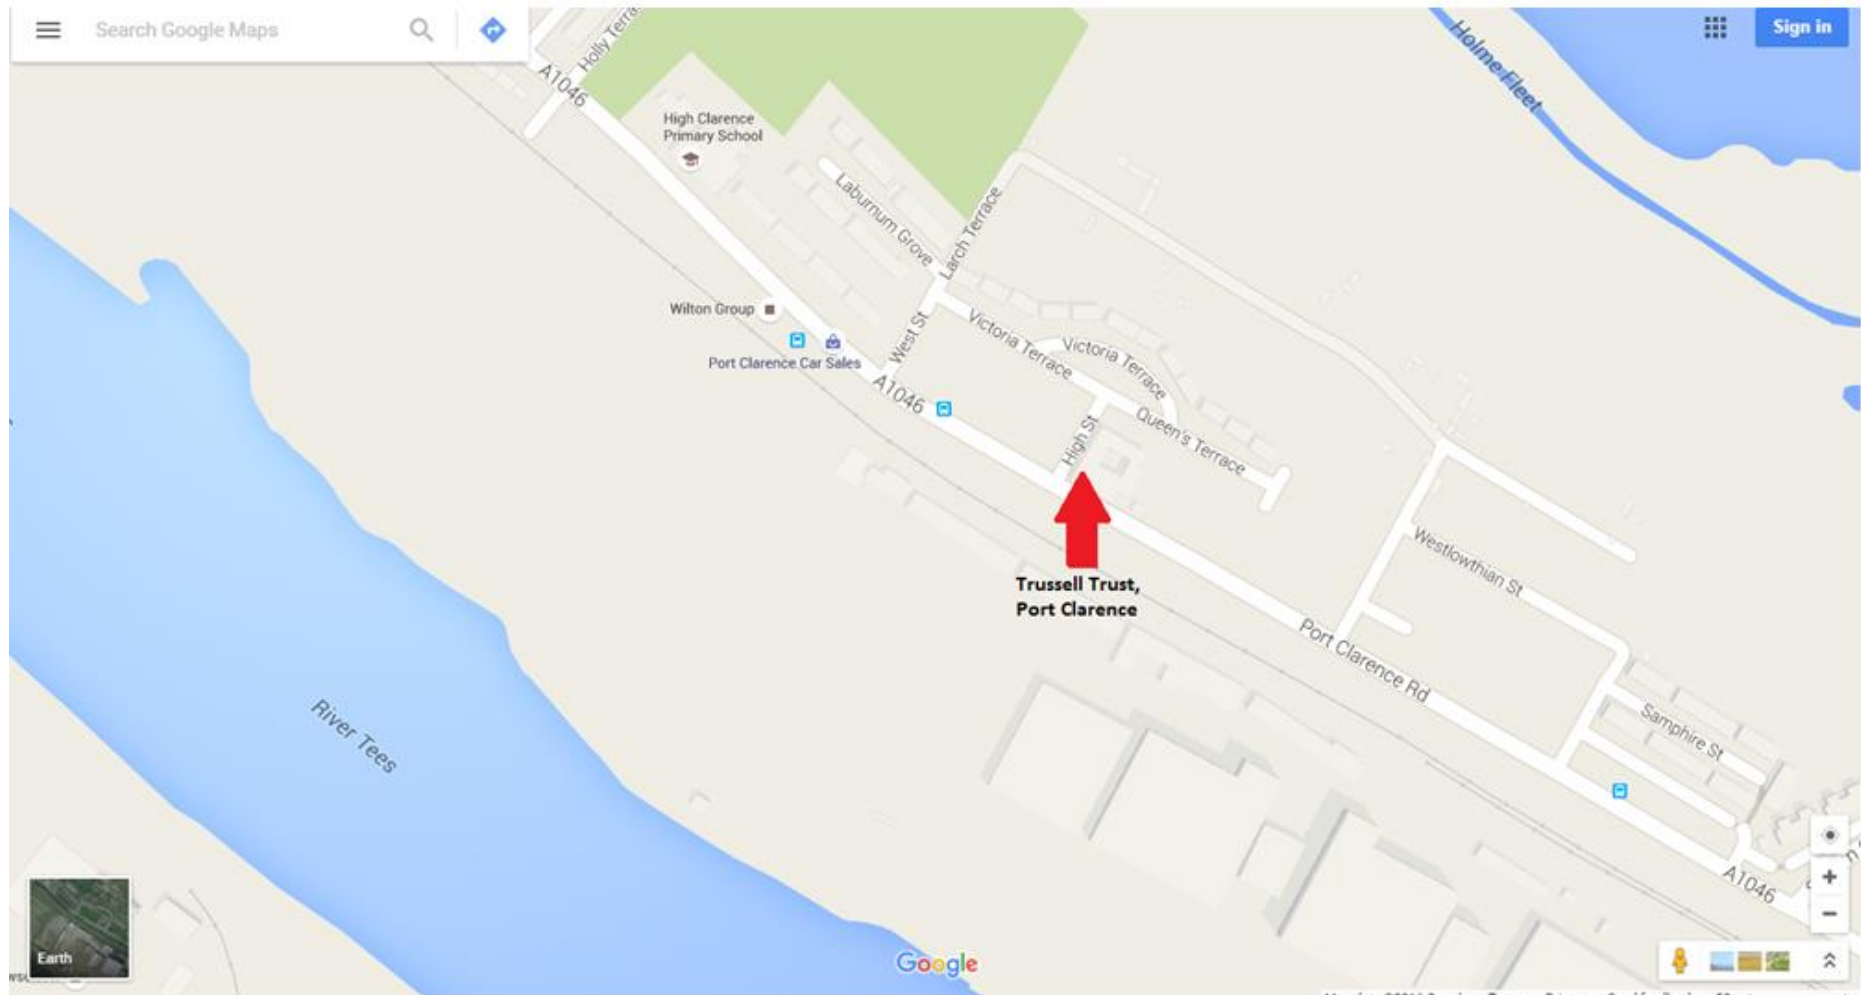 Search Google Maps
Sign in
Holly Terra
A1046
Holme Fleet
High Clarence
Primary School
Laburnum Grove
Larch Terrace
Wilton Group
West St
Victoria Terrace
Victoria Terrace
Port Clarence Car Sales
A1046
High St
Queen's Terrace
Westlowthian St
Trussell Trust,
Port Clarence
Port Clarence Rd
River Tees
Samphire St
A1046
Earth
Google